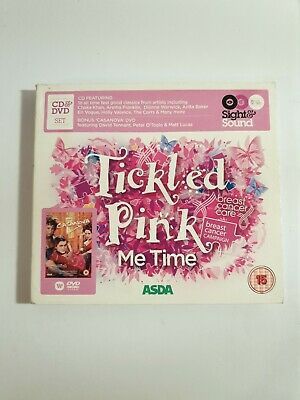 CD & DVD SET
CD FEATURING
18 all time feel good classics from artists including
Chaka Khan, Aretha Franklin, Dionne Warwick, Anita Baker
En Vogue, Holly Valance, The Corrs & Many more
BONUS 'CASANOVA' DVD
featuring David Tennant, Peter O'Toole & Matt Lucas
Sight & Sound
Tickled
Pink
Me Time
breast cancer care
breast cancer CAMPAIGN
CASANOVA
DVD
ASDA
15